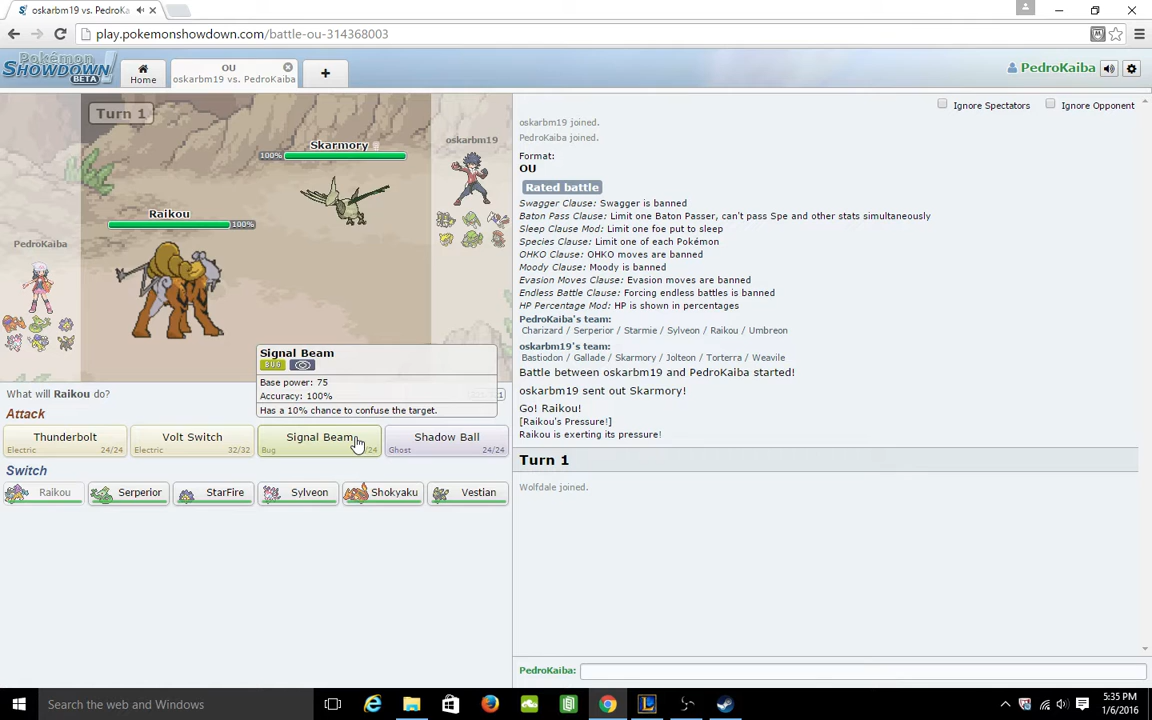 oskarbm19 vs. PedroKa
play.pokemonshowdown.com/battle-ou-314368003
Pokémon
Showdown
BETA
Home
OU
oskarbm19 vs. PedroKaiba
+
PedroKaiba
Turn 1
Skarmory
100%
oskarbm19
Raikou
100%
PedroKaiba
Signal Beam
BUG
Base power: 75
Accuracy: 100%
Has a 10% chance to confuse the target.
What will Raikou do?
Attack
Thunderbolt
Electric 24/24
Volt Switch
Electric 32/32
Signal Beam
Bug /24
Shadow Ball
Ghost 24/24
Switch
Raikou
Serperior
StarFire
Sylveon
Shokyaku
Vestian
Ignore Spectators
Ignore Opponent
oskarbm19 joined.
PedroKaiba joined.
Format:
OU
Rated battle
Swagger Clause: Swagger is banned
Baton Pass Clause: Limit one Baton Passer, can't pass Spe and other stats simultaneously
Sleep Clause Mod: Limit one foe put to sleep
Species Clause: Limit one of each Pokémon
OHKO Clause: OHKO moves are banned
Moody Clause: Moody is banned
Evasion Moves Clause: Evasion moves are banned
Endless Battle Clause: Forcing endless battles is banned
HP Percentage Mod: HP is shown in percentages
PedroKaiba's team:
Charizard / Serperior / Starmie / Sylveon / Raikou / Umbreon
oskarbm19's team:
Bastiodon / Gallade / Skarmory / Jolteon / Torterra / Weavile
Battle between oskarbm19 and PedroKaiba started!
oskarbm19 sent out Skarmory!
Go! Raikou!
[Raikou's Pressure!]
Raikou is exerting its pressure!
Turn 1
Wolfdale joined.
PedroKaiba:
Search the web and Windows
5:35 PM
1/6/2016